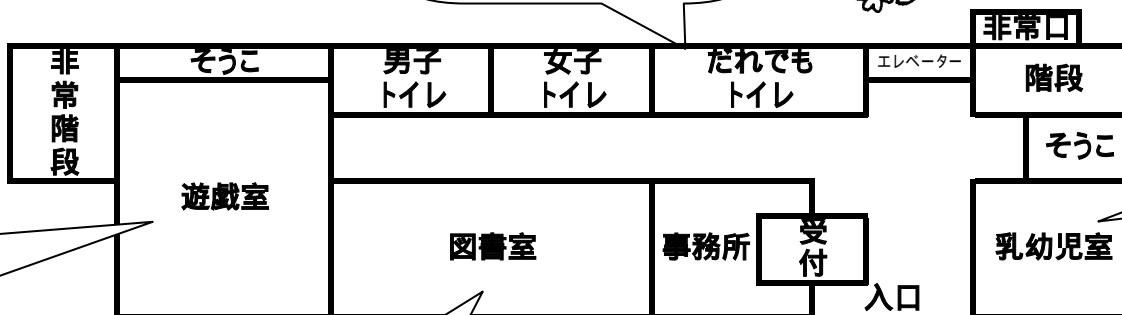 非常口
非常階段
そうこ
男子
トイレ
女子
トイレ
だれでも
トイレ
エレベーター
階段
そうこ
遊戯室
図書室
事務所
受付
乳幼児室
入口